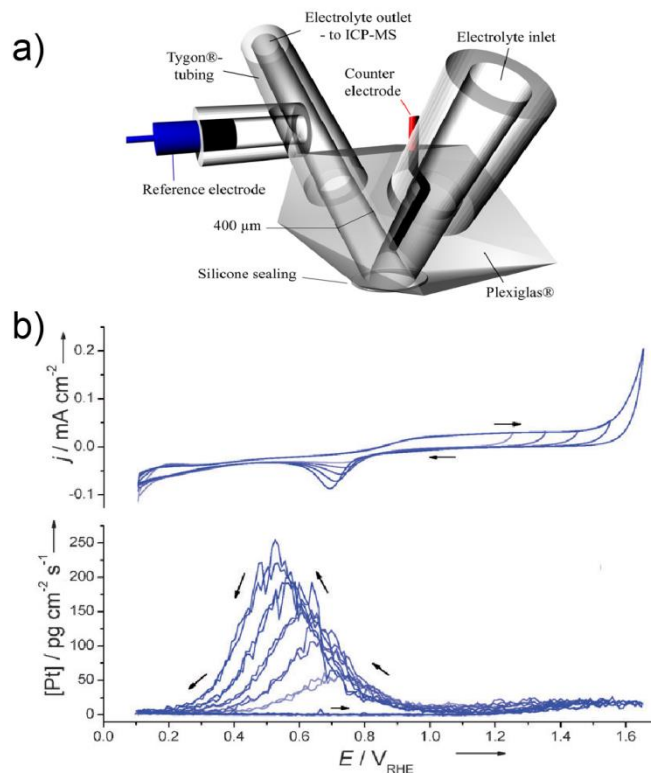 a)
Electrolyte outlet
- to ICP-MS
Electrolyte inlet
Tygon®-
tubing
Counter
electrode
Reference electrode
400 µm
Silicone sealing
Plexiglas®
b)
j / mA cm⁻²
0.2
0.1
0.0
-0.1
[Pt] / pg cm⁻² s⁻¹
250
200
150
100
50
0
0.0 0.2 0.4 0.6 0.8 1.0 1.2 1.4 1.6
E / V_RHE